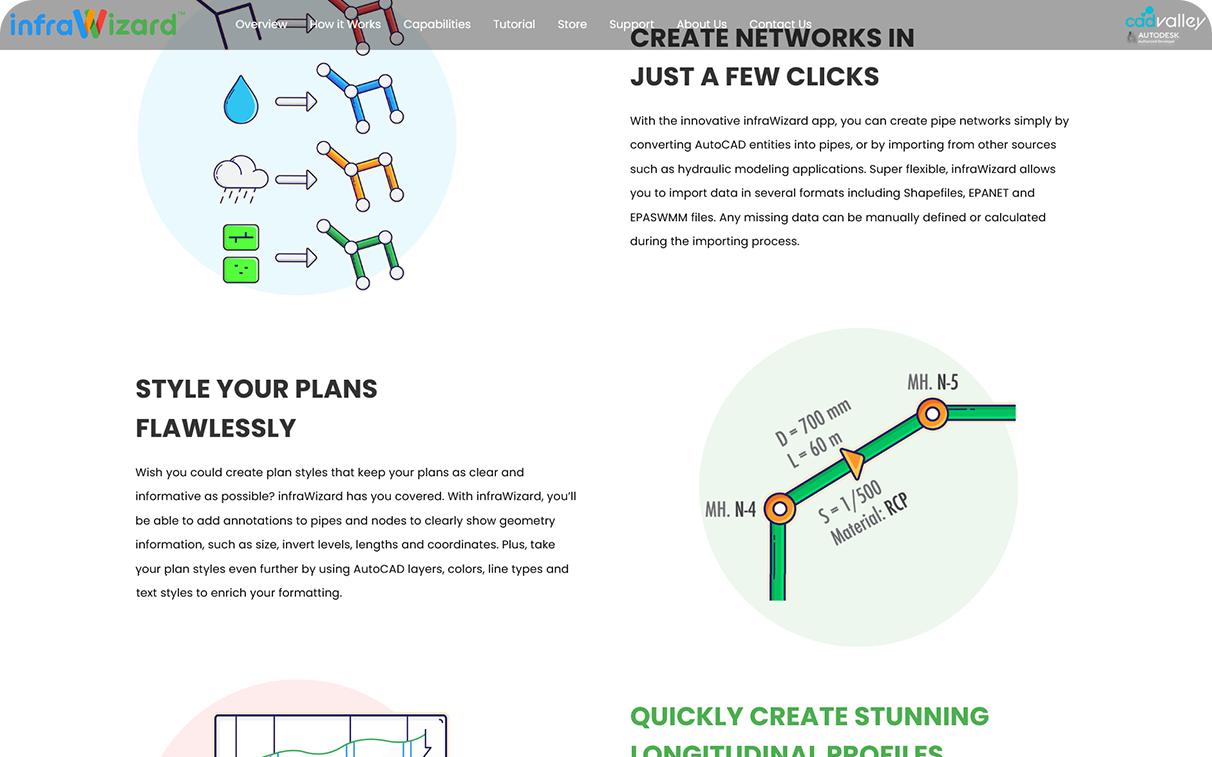 infraWizard™
Overview How it Works Capabilities Tutorial Store Support About Us Contact Us
cadvalley
AUTODESK
Authorized Developer
CREATE NETWORKS IN
JUST A FEW CLICKS
With the innovative infraWizard app, you can create pipe networks simply by
converting AutoCAD entities into pipes, or by importing from other sources
such as hydraulic modeling applications. Super flexible, infraWizard allows
you to import data in several formats including Shapefiles, EPANET and
EPASWMM files. Any missing data can be manually defined or calculated
during the importing process.
STYLE YOUR PLANS
FLAWLESSLY
Wish you could create plan styles that keep your plans as clear and
informative as possible? infraWizard has you covered. With infraWizard, you’ll
be able to add annotations to pipes and nodes to clearly show geometry
information, such as size, invert levels, lengths and coordinates. Plus, take
your plan styles even further by using AutoCAD layers, colors, line types and
text styles to enrich your formatting.
MH. N-5
D = 700 mm
L = 60 m
MH. N-4
S = 1/500
Material: RCP
QUICKLY CREATE STUNNING
LONGITUDINAL PROFILES